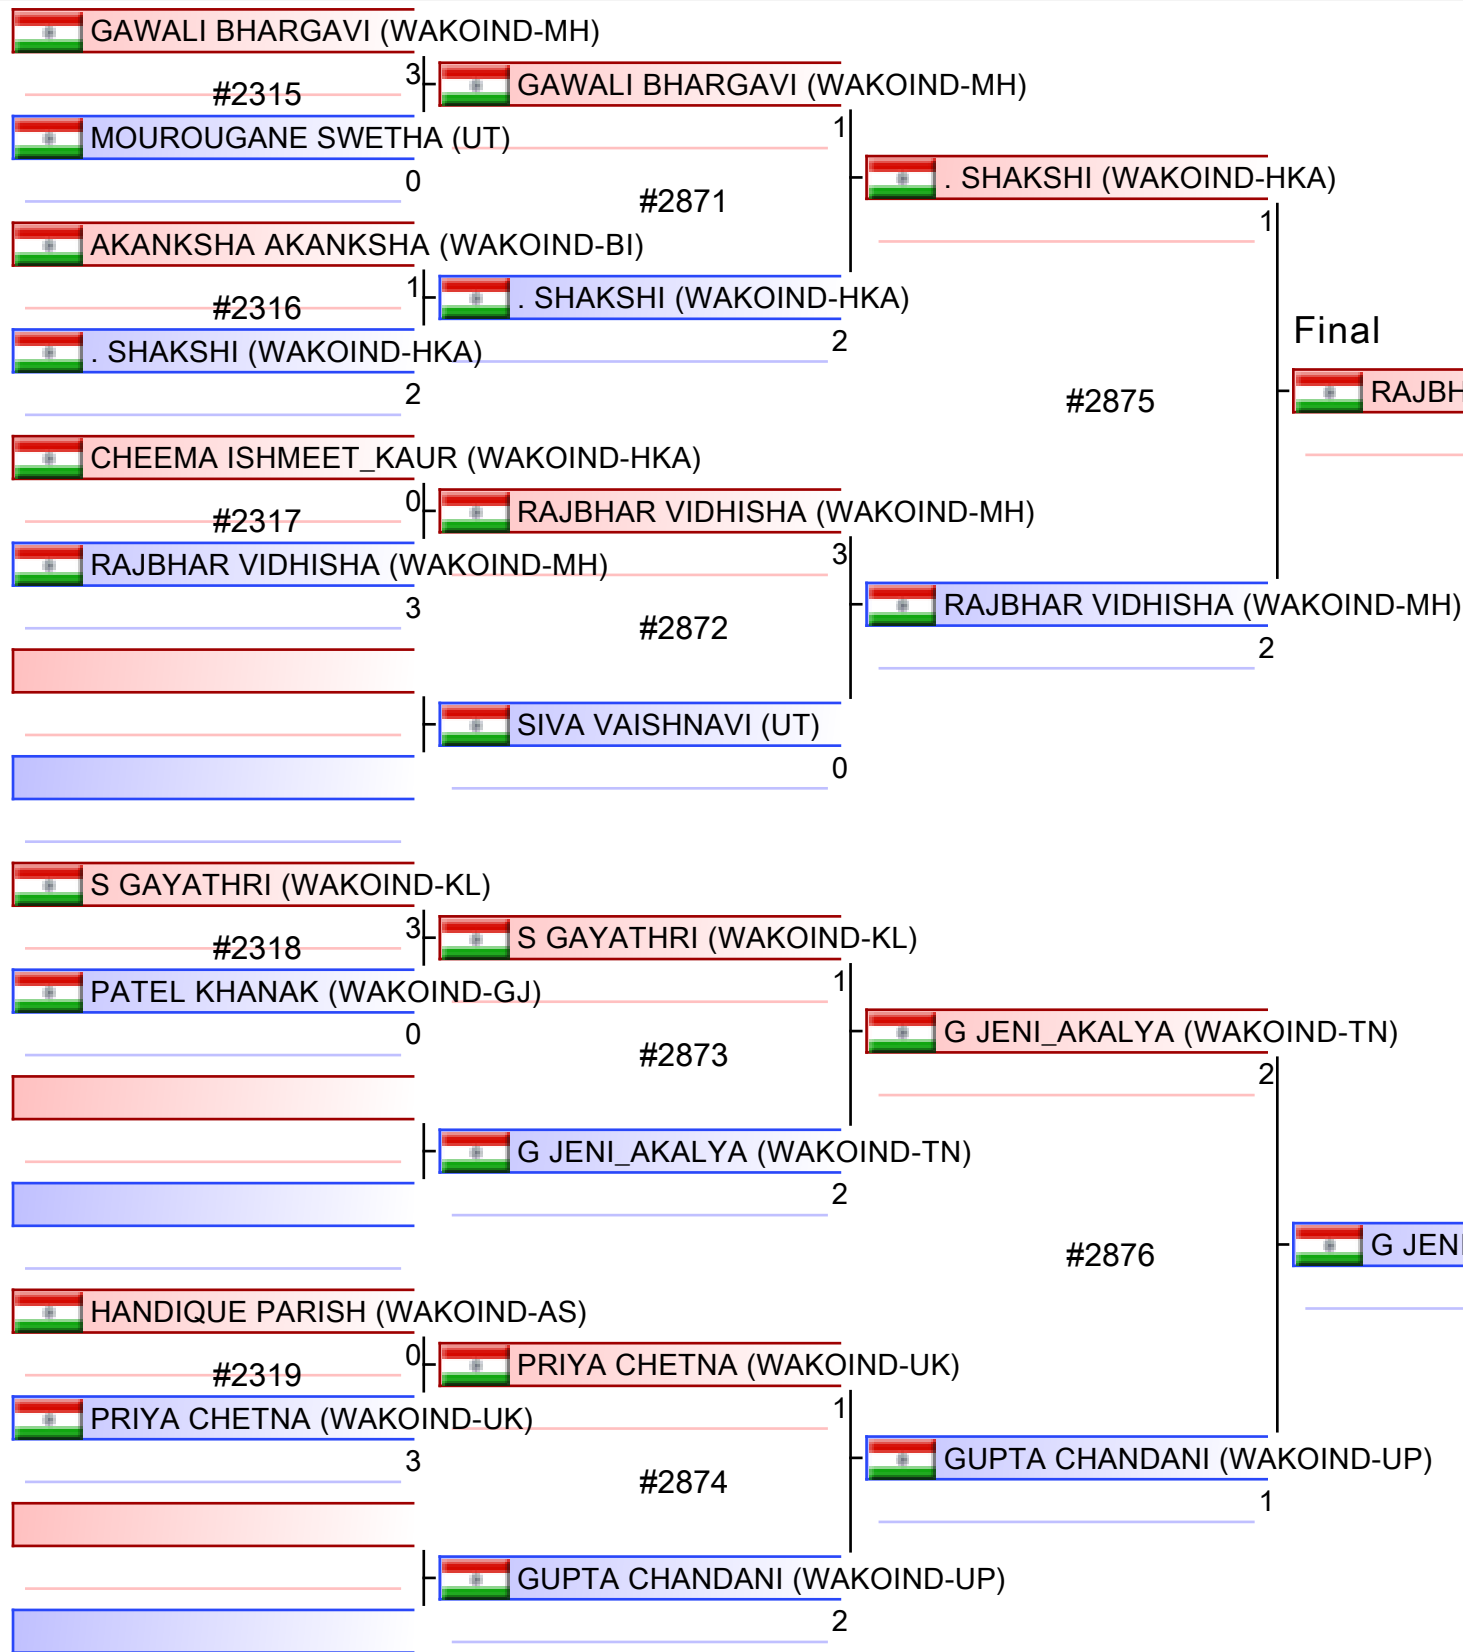 GAWALI BHARGAVI (WAKOIND-MH)
3
#2315
MOUROUGANE SWETHA (UT)
0
AKANKSHA AKANKSHA (WAKOIND-BI)
1
#2316
. SHAKSHI (WAKOIND-HKA)
2
CHEEMA ISHMEET_KAUR (WAKOIND-HKA)
0
#2317
RAJBHAR VIDHISHA (WAKOIND-MH)
3
S GAYATHRI (WAKOIND-KL)
3
#2318
PATEL KHANAK (WAKOIND-GJ)
0
HANDIQUE PARISH (WAKOIND-AS)
0
#2319
PRIYA CHETNA (WAKOIND-UK)
3
GAWALI BHARGAVI (WAKOIND-MH)
1
#2871
. SHAKSHI (WAKOIND-HKA)
2
RAJBHAR VIDHISHA (WAKOIND-MH)
3
#2872
SIVA VAISHNAVI (UT)
0
S GAYATHRI (WAKOIND-KL)
1
#2873
G JENI_AKALYA (WAKOIND-TN)
2
PRIYA CHETNA (WAKOIND-UK)
1
#2874
GUPTA CHANDANI (WAKOIND-UP)
2
. SHAKSHI (WAKOIND-HKA)
1
#2875
RAJBHAR VIDHISHA (WAKOIND-MH)
2
G JENI_AKALYA (WAKOIND-TN)
2
#2876
GUPTA CHANDANI (WAKOIND-UP)
1
Final
RAJBH
G JENI